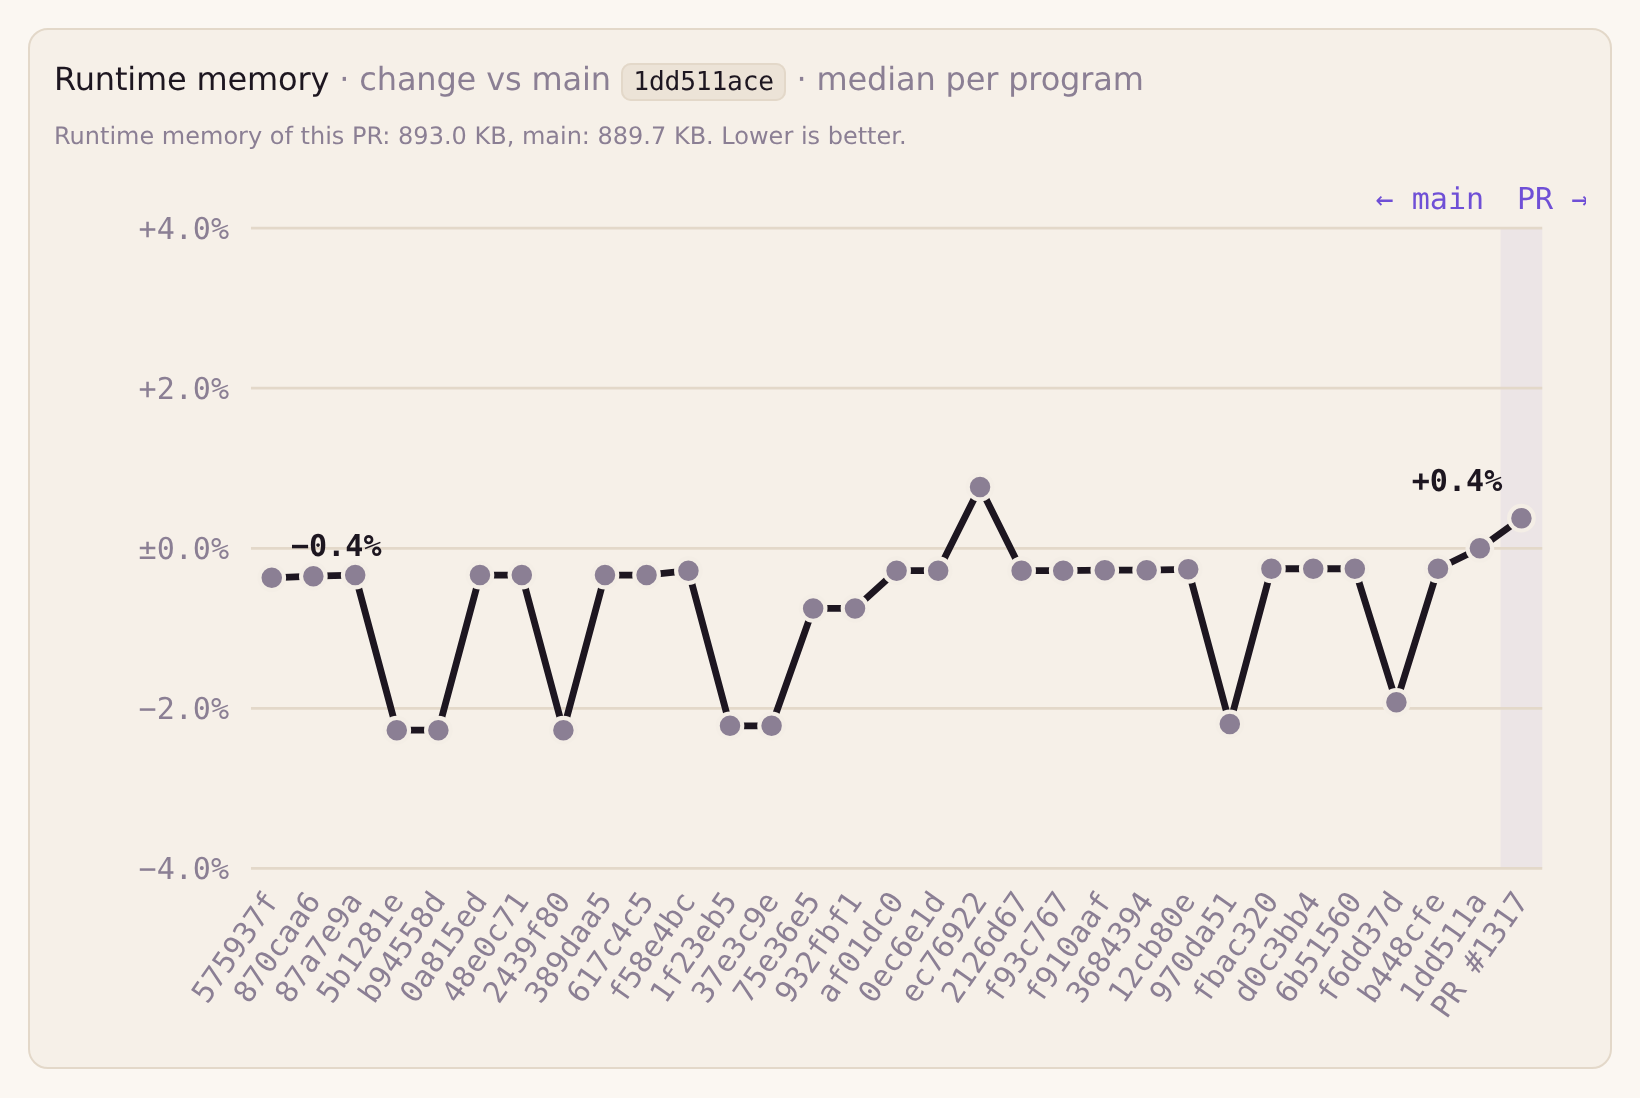 Runtime memory · change vs main 1dd511ace · median per program
Runtime memory of this PR: 893.0 KB, main: 889.7 KB. Lower is better.
← main PR →
+4.0%
+2.0%
+0.4%
±0.0%
−0.4%
−2.0%
−4.0%
575937f
870caa6
87a7e9a
5b1281e
b94558d
0a815ed
48e0c71
2439f80
389daa5
617c4c5
f58e4bc
1f23eb5
37e3c9e
75e36e5
932fbf1
af01dc0
0ec6e1d
ec76922
2126d67
f93c767
f910aaf
3684394
12cb80e
970da51
fbac320
d0c3bb4
6b51560
f6dd37d
b448cfe
1dd511a
PR #1317